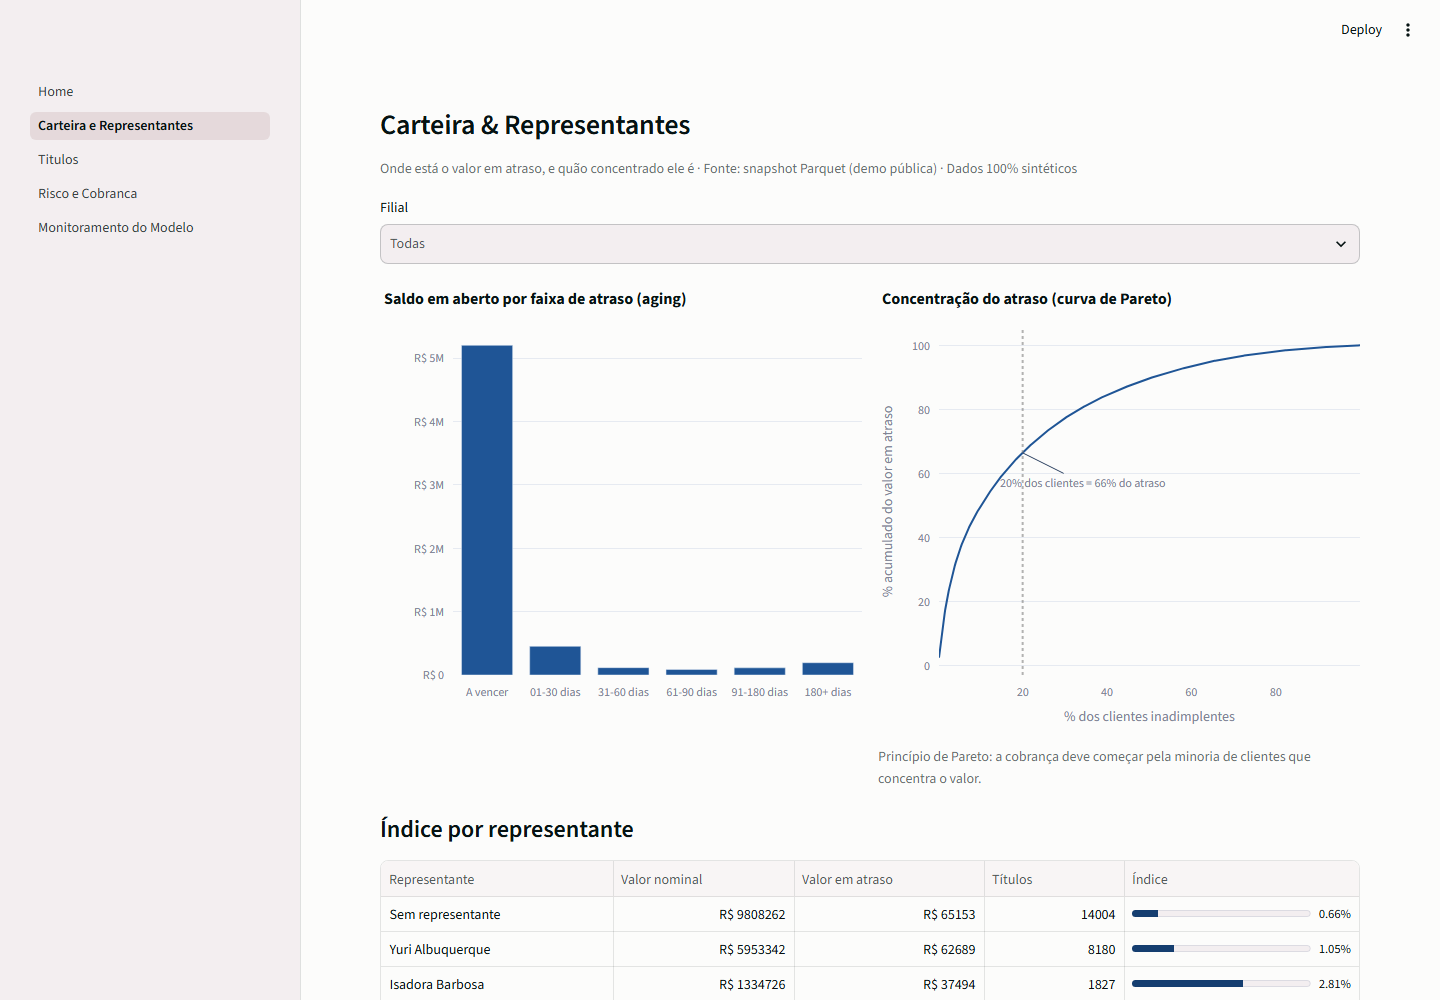 Deploy
Home
Carteira e Representantes
Titulos
Risco e Cobranca
Monitoramento do Modelo
Carteira & Representantes
Onde está o valor em atraso, e quão concentrado ele é · Fonte: snapshot Parquet (demo pública) · Dados 100% sintéticos
Filial
Todas
Saldo em aberto por faixa de atraso (aging)
R$ 5M
R$ 4M
R$ 3M
R$ 2M
R$ 1M
R$ 0
A vencer 01-30 dias 31-60 dias 61-90 dias 91-180 dias 180+ dias
Concentração do atraso (curva de Pareto)
% acumulado do valor em atraso
100
80
60
40
20
0
20% dos clientes = 66% do atraso
20 40 60 80
% dos clientes inadimplentes
Princípio de Pareto: a cobrança deve começar pela minoria de clientes que
concentra o valor.
Índice por representante
Representante Valor nominal Valor em atraso Títulos Índice
Sem representante R$ 9808262 R$ 65153 14004 0.66%
Yuri Albuquerque R$ 5953342 R$ 62689 8180 1.05%
Isadora Barbosa R$ 1334726 R$ 37494 1827 2.81%